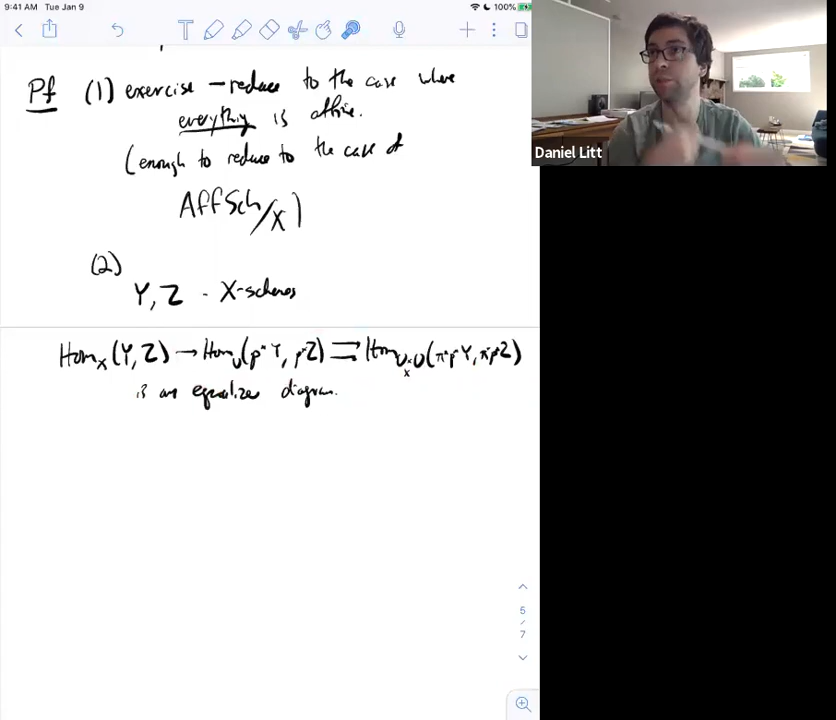 9:41 AM Tue Jan 9
100%
Pf (1) exercise – reduce to the case where
everything is affine.
(enough to reduce to the case of
AffSch/X)
(2)
Y, Z - X-schemes
Hom_X(Y, Z) → Hom_U(p*Y, p*Z) ⇉ Hom_{U×_X U}(π*p*Y, π*p*Z)
is an equalizer diagram.
5
/
7
Daniel Litt